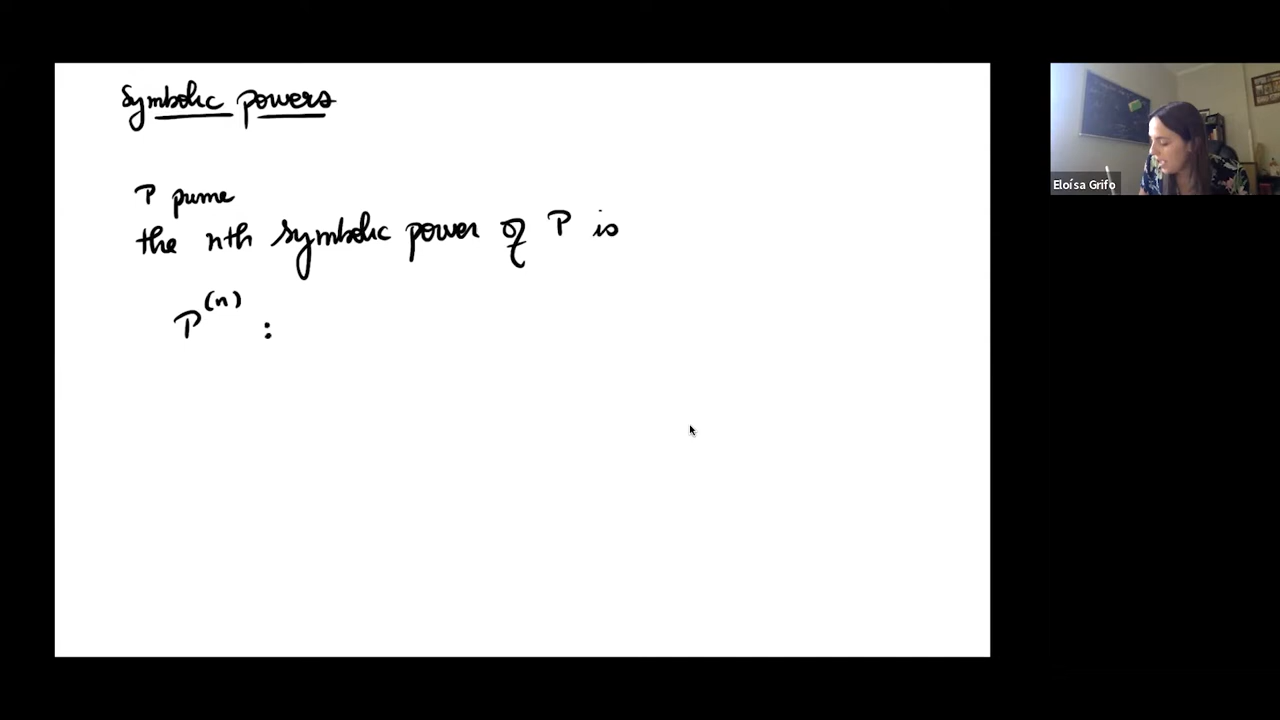 Symbolic powers
P prime
the nth symbolic power of P is
P^(n) :
Eloísa Grifo